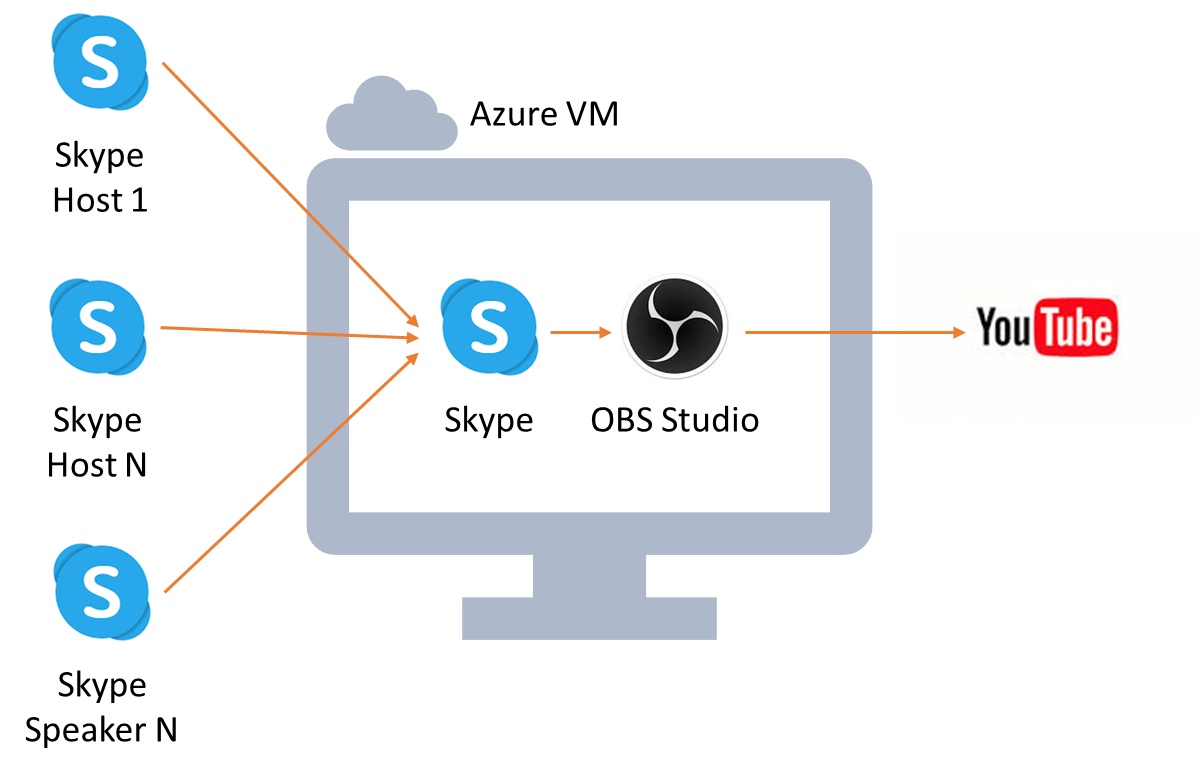 S
Skype
Host 1
Azure VM
S
Skype
Host N
S
Skype
OBS Studio
YouTube
S
Skype
Speaker N